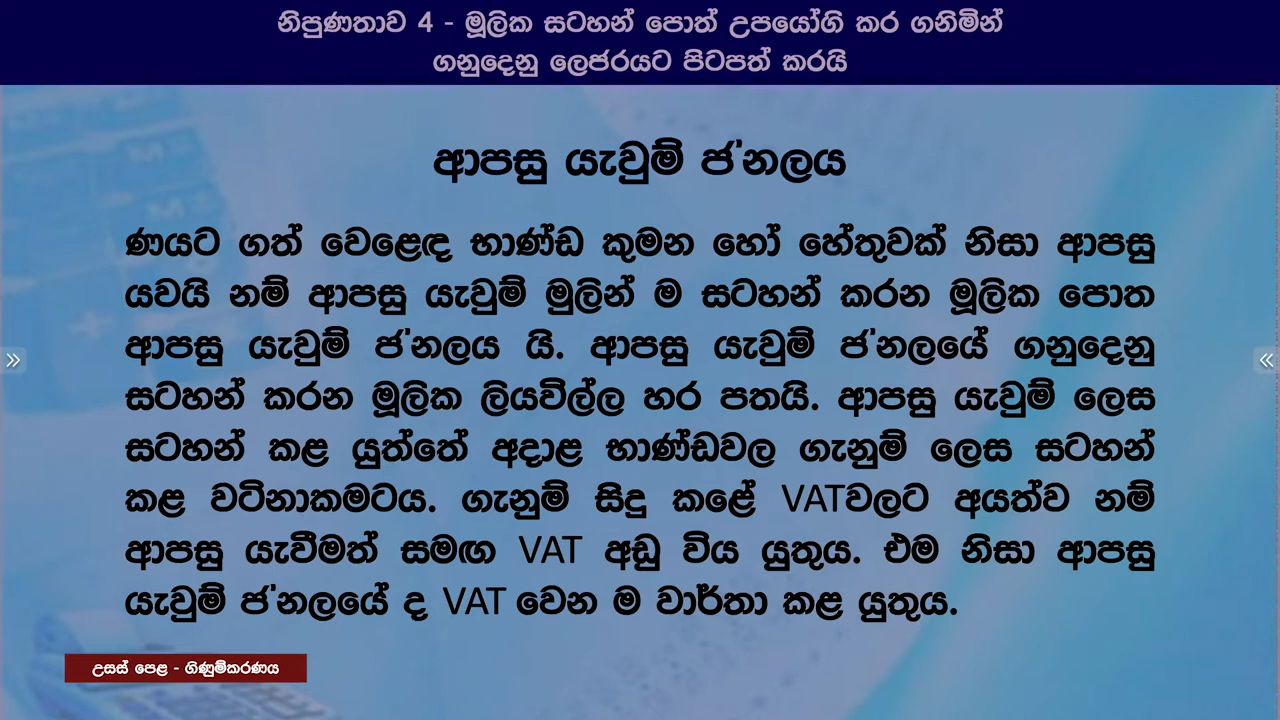 නිපුණතාව 4 - මූලික සටහන් පොත් උපයෝගි කර ගනිමින්
ගනුදෙනු ලෙජරයට පිටපත් කරයි
ආපසු යැවුම් ජ'නලය
ණයට ගත් වෙළෙඳ භාණ්ඩ කුමන හෝ හේතුවක් නිසා ආපසු
යවයි නම් ආපසු යැවුම් මුලින් ම සටහන් කරන මූලික පොත
ආපසු යැවුම් ජ'නලය යි. ආපසු යැවුම් ජ'නලයේ ගනුදෙනු
සටහන් කරන මූලික ලියවිල්ල හර පතයි. ආපසු යැවුම් ලෙස
සටහන් කළ යුත්තේ අදාළ භාණ්ඩවල ගැනුම් ලෙස සටහන්
කළ වටිනාකමටය. ගැනුම් සිදු කළේ VATවලට අයත්ව නම්
ආපසු යැවීමත් සමඟ VAT අඩු විය යුතුය. එම නිසා ආපසු
යැවුම් ජ'නලයේ ද VAT වෙන ම වාර්තා කළ යුතුය.
උසස් පෙළ - ගිණුම්කරණය